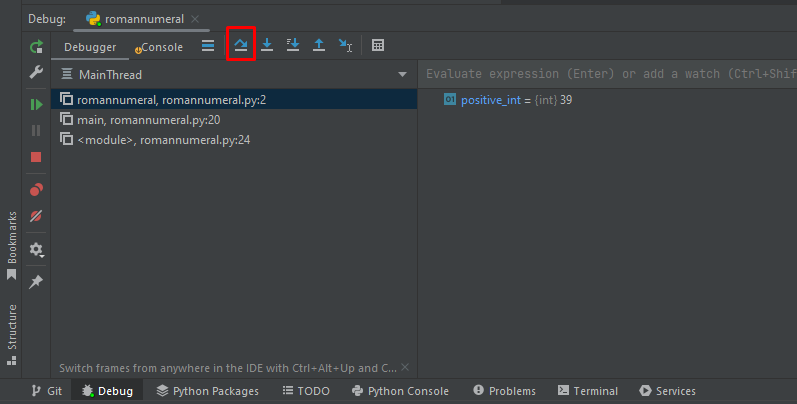 Debug: romannumeral
Debugger Console
MainThread
Evaluate expression (Enter) or add a watch (Ctrl+Shif
romannumeral, romannumeral.py:2
01 positive_int = {int} 39
main, romannumeral.py:20
<module>, romannumeral.py:24
Bookmarks
Structure
Switch frames from anywhere in the IDE with Ctrl+Alt+Up and C...
Git Debug Python Packages TODO Python Console Problems Terminal Services